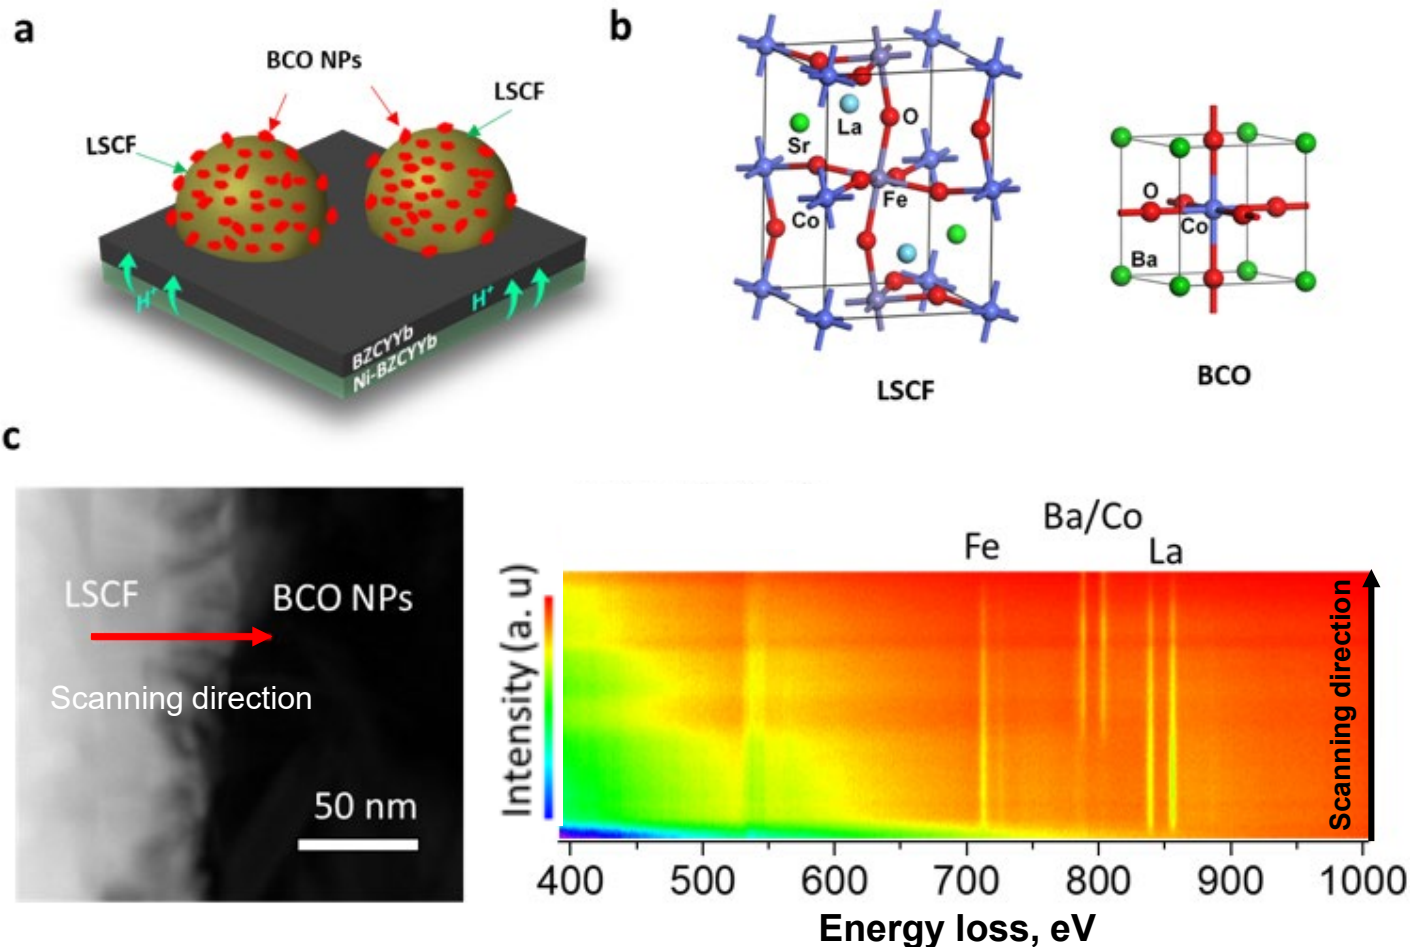 a
BCO NPs
LSCF
LSCF
H⁺
H⁺
BZCYYb
Ni-BZCYYb
b
La
Sr
O
Fe
Co
LSCF
O
Co
Ba
BCO
c
LSCF
BCO NPs
Scanning direction
50 nm
Ba/Co
Fe
La
Intensity (a. u)
Scanning direction
400 500 600 700 800 900 1000
Energy loss, eV